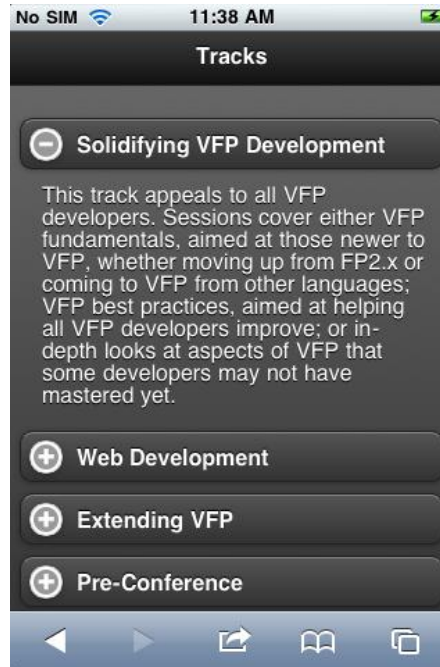 No SIM 11:38 AM
Tracks
Solidifying VFP Development
This track appeals to all VFP
developers. Sessions cover either VFP
fundamentals, aimed at those newer to
VFP, whether moving up from FP2.x or
coming to VFP from other languages;
VFP best practices, aimed at helping
all VFP developers improve; or in-
depth looks at aspects of VFP that
some developers may not have
mastered yet.
Web Development
Extending VFP
Pre-Conference